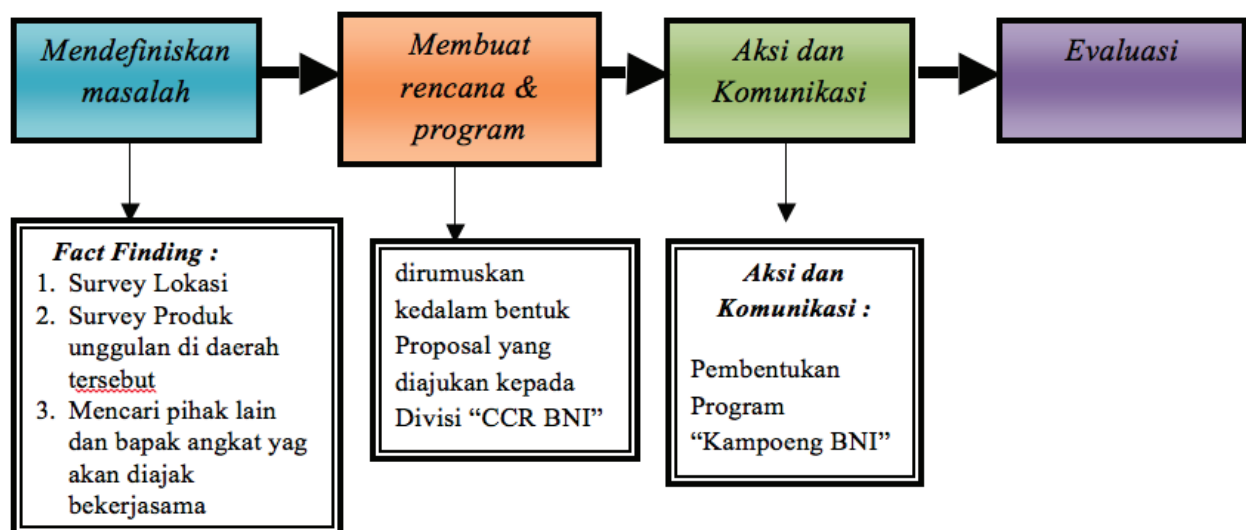 Mendefiniskan
masalah
Membuat
rencana &
program
Aksi dan
Komunikasi
Evaluasi
Fact Finding :
1. Survey Lokasi
2. Survey Produk
unggulan di daerah
tersebut
3. Mencari pihak lain
dan bapak angkat yag
akan diajak
bekerjasama
dirumuskan
kedalam bentuk
Proposal yang
diajukan kepada
Divisi “CCR BNI”
Aksi dan
Komunikasi :
Pembentukan
Program
“Kampoeng BNI”